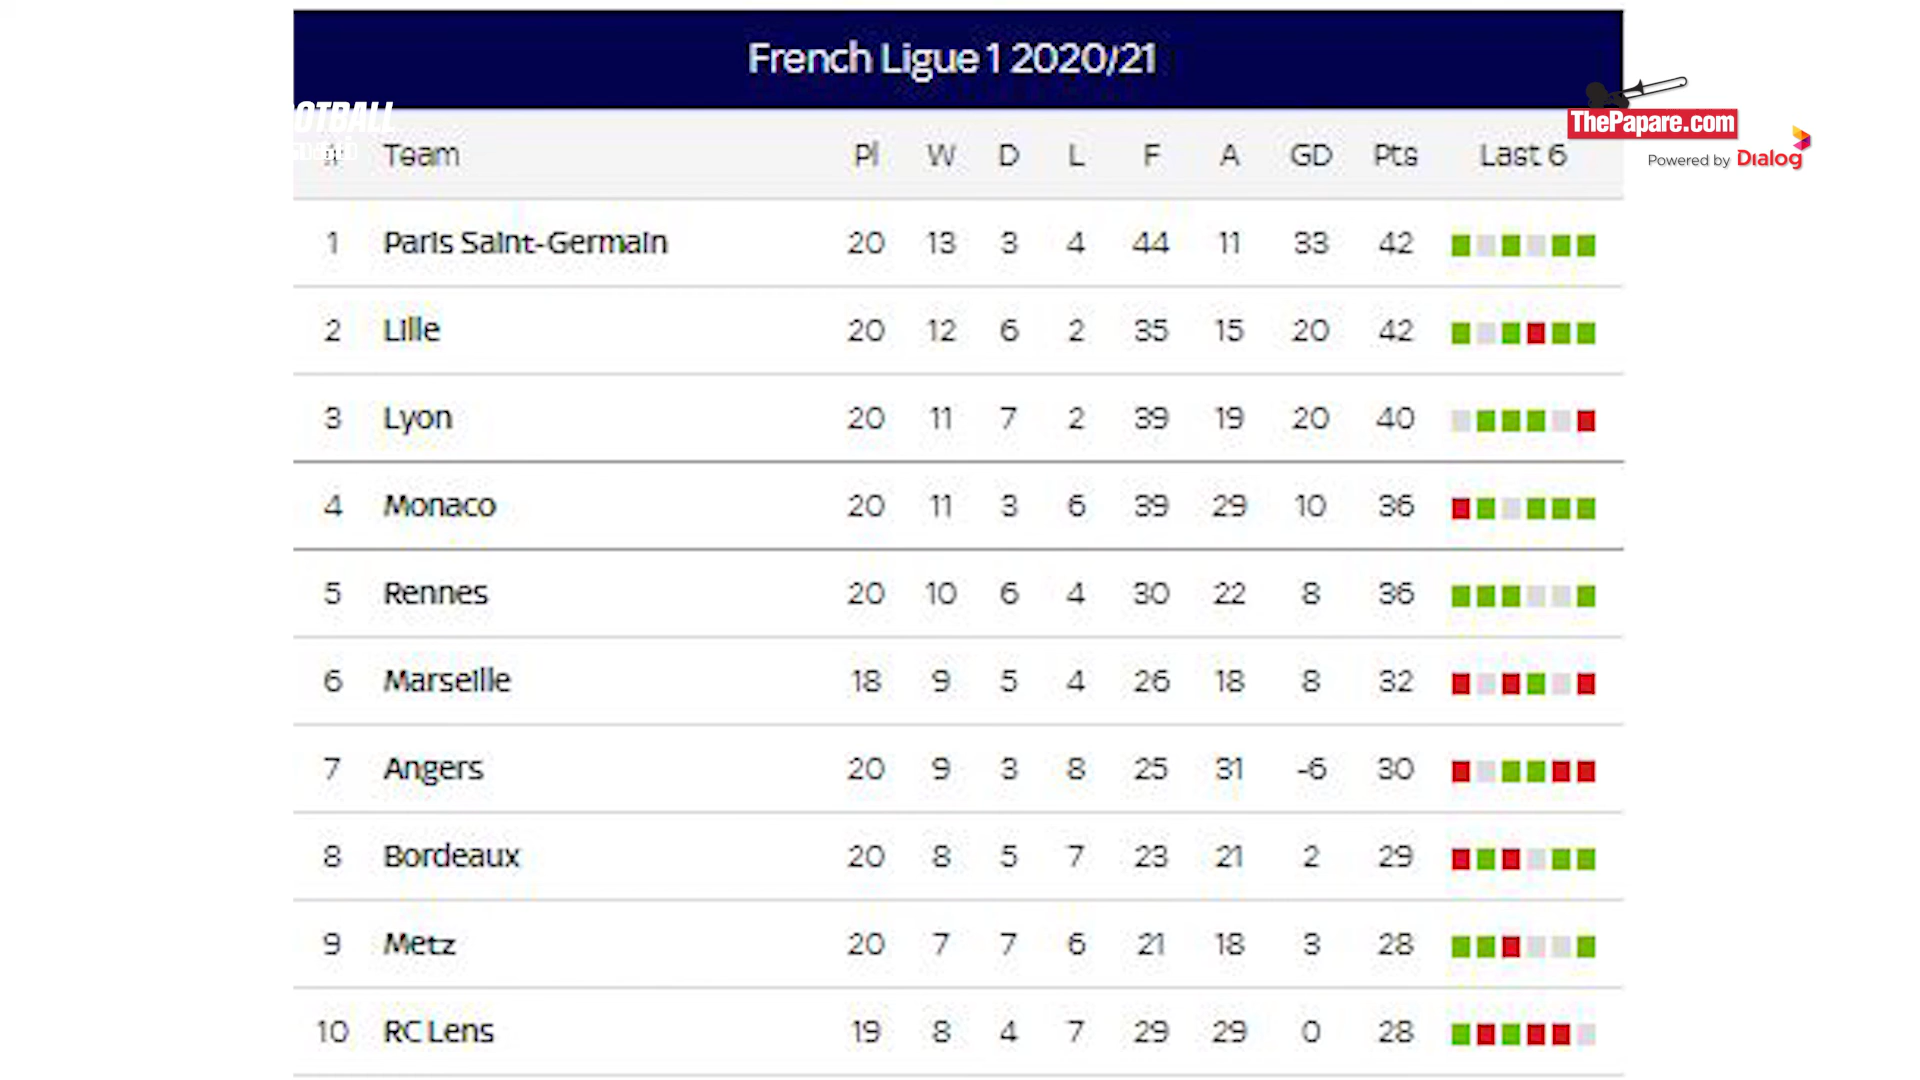 French Ligue 1 2020/21
OTBALL
ThePapare.com
Powered by Dialog
# Team Pl W D L F A GD Pts Last 6
1 Paris Saint-Germain 20 13 3 4 44 11 33 42
2 Lille 20 12 6 2 35 15 20 42
3 Lyon 20 11 7 2 39 19 20 40
4 Monaco 20 11 3 6 39 29 10 36
5 Rennes 20 10 6 4 30 22 8 36
6 Marseille 18 9 5 4 26 18 8 32
7 Angers 20 9 3 8 25 31 -6 30
8 Bordeaux 20 8 5 7 23 21 2 29
9 Metz 20 7 7 6 21 18 3 28
10 RC Lens 19 8 4 7 29 29 0 28